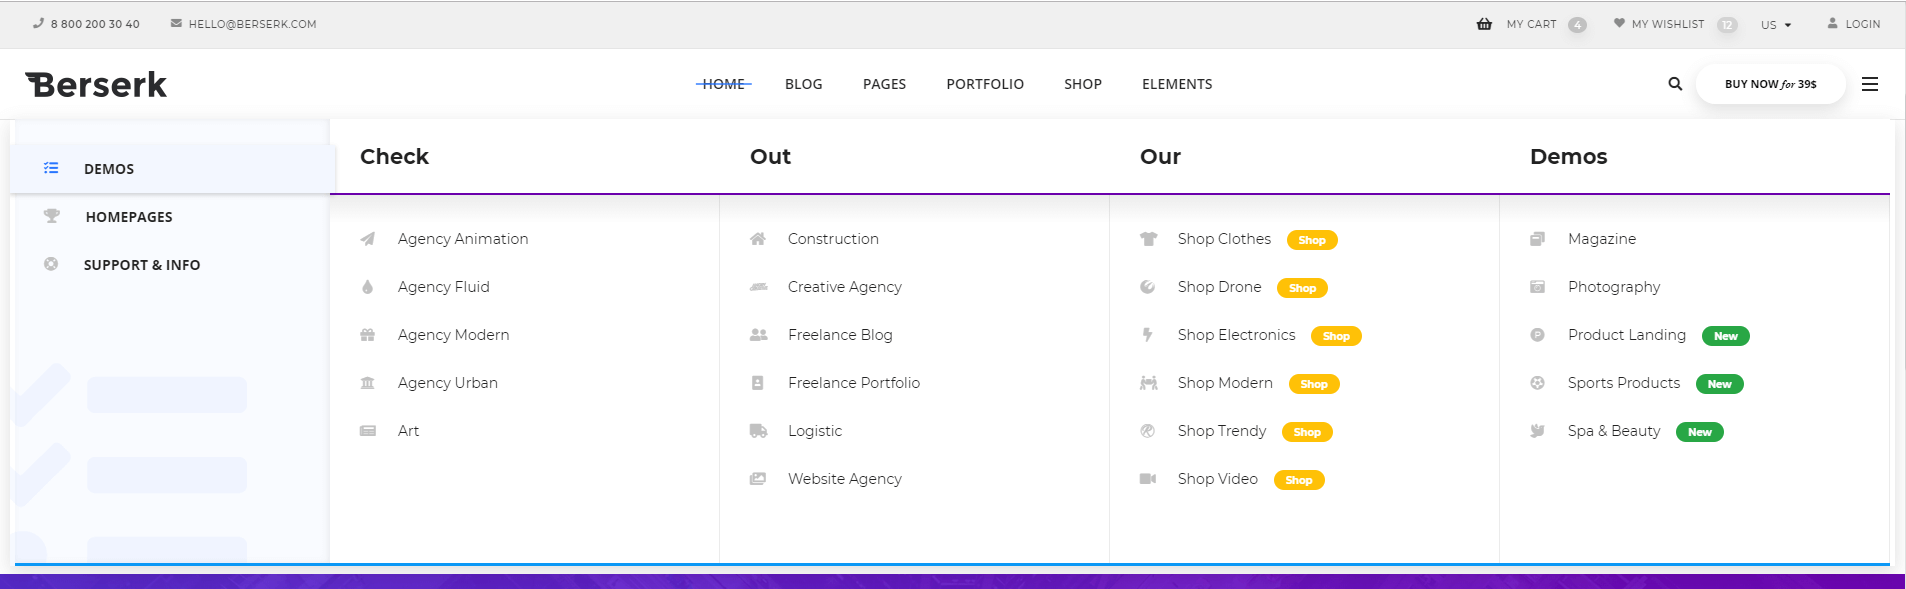 8 800 200 30 40 HELLO@BERSERK.COM MY CART 4 MY WISHLIST 12 US LOGIN
Berserk HOME BLOG PAGES PORTFOLIO SHOP ELEMENTS BUY NOW for 39$
DEMOS
HOMEPAGES
SUPPORT & INFO
Check
Agency Animation
Agency Fluid
Agency Modern
Agency Urban
Art
Out
Construction
Creative Agency
Freelance Blog
Freelance Portfolio
Logistic
Website Agency
Our
Shop Clothes Shop
Shop Drone Shop
Shop Electronics Shop
Shop Modern Shop
Shop Trendy Shop
Shop Video Shop
Demos
Magazine
Photography
Product Landing New
Sports Products New
Spa & Beauty New